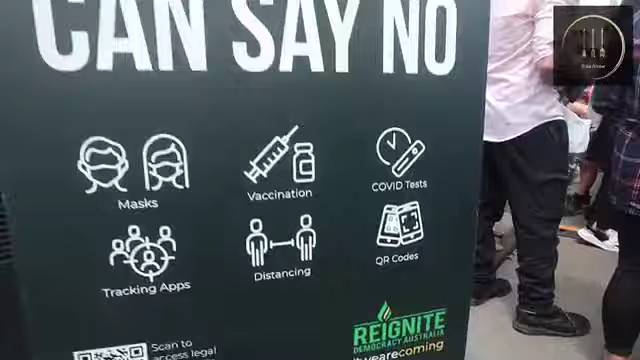 CAN SAY NO
Masks
Vaccination
COVID Tests
Tracking Apps
Distancing
QR Codes
Scan to
access legal
REIGNITE
DEMOCRACY AUSTRALIA
wearecoming